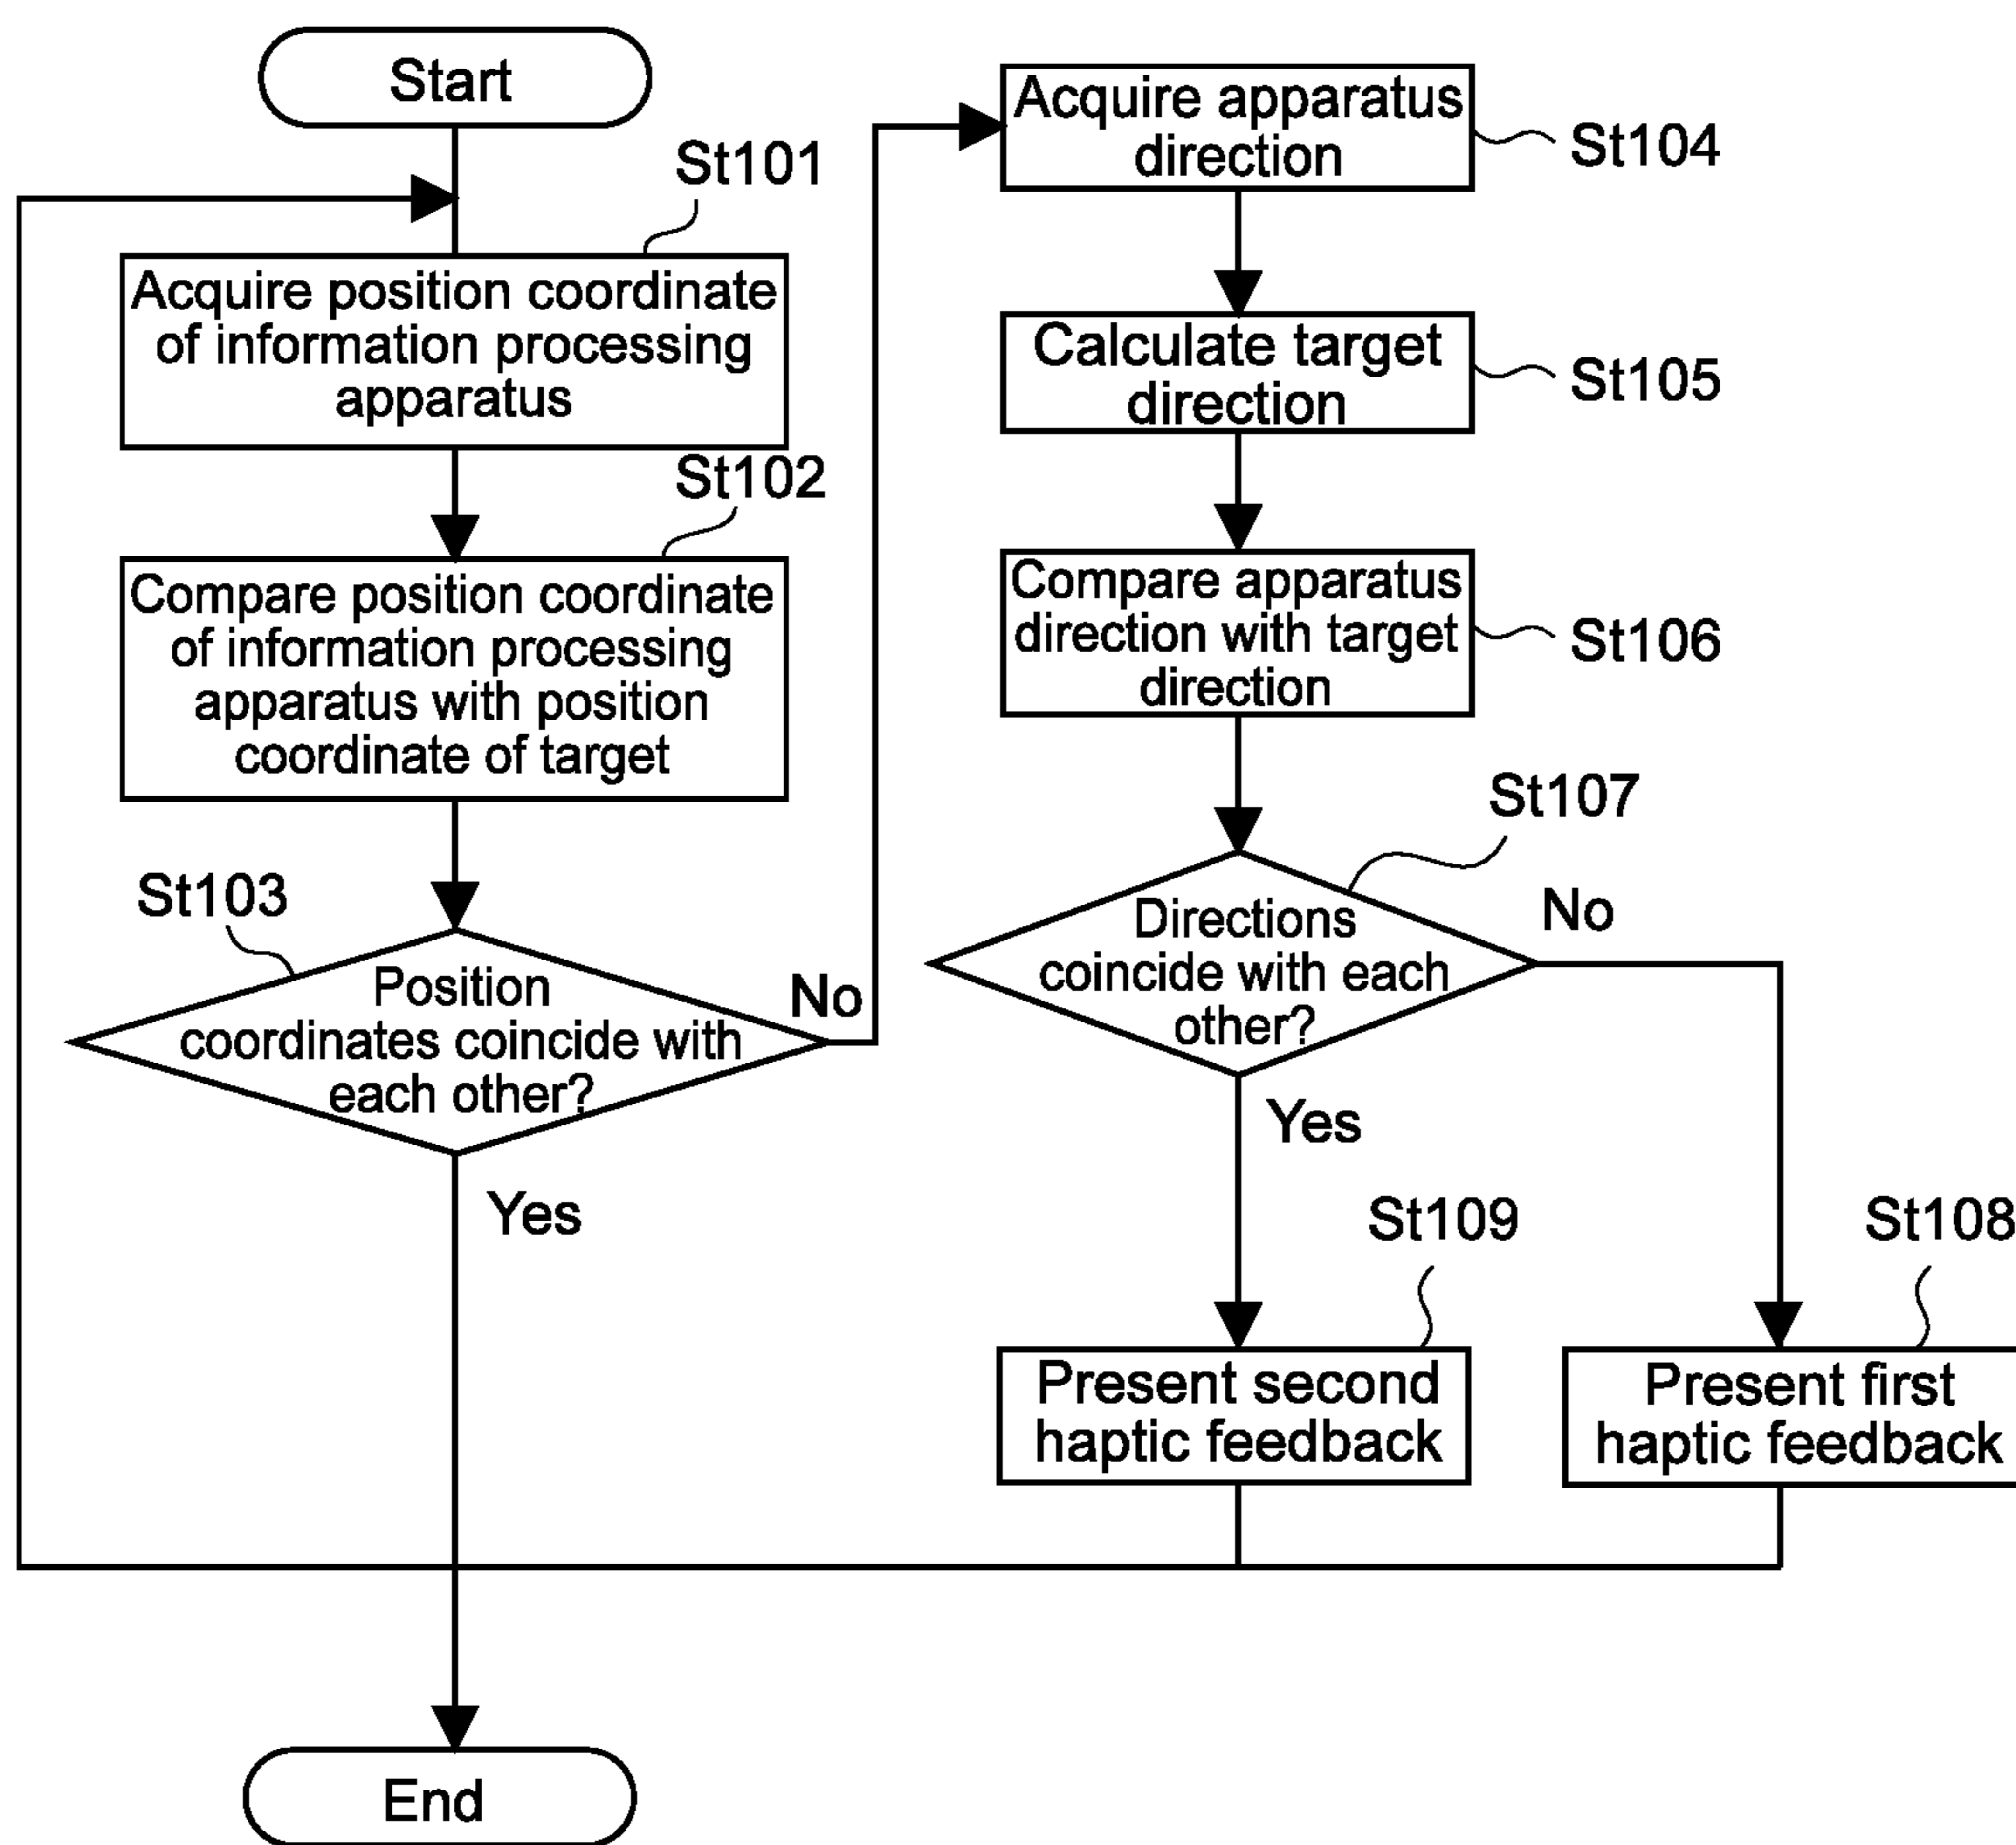 Start
St101
Acquire position coordinate
of information processing
apparatus
St102
Compare position coordinate
of information processing
apparatus with position
coordinate of target
St103
Position
coordinates coincide with
each other?
No
Yes
End
Acquire apparatus
direction
St104
Calculate target
direction
St105
Compare apparatus
direction with target
direction
St106
St107
Directions
coincide with each
other?
No
Yes
St109
Present second
haptic feedback
St108
Present first
haptic feedback